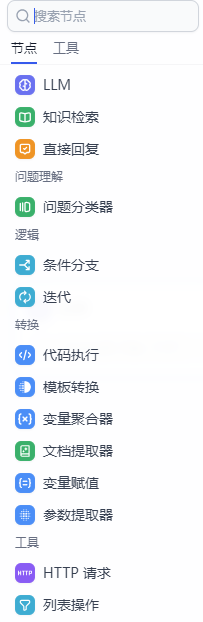 搜索节点
节点 工具
LLM
知识检索
直接回复
问题理解
问题分类器
逻辑
条件分支
迭代
转换
代码执行
模板转换
变量聚合器
文档提取器
变量赋值
参数提取器
工具
HTTP HTTP 请求
列表操作